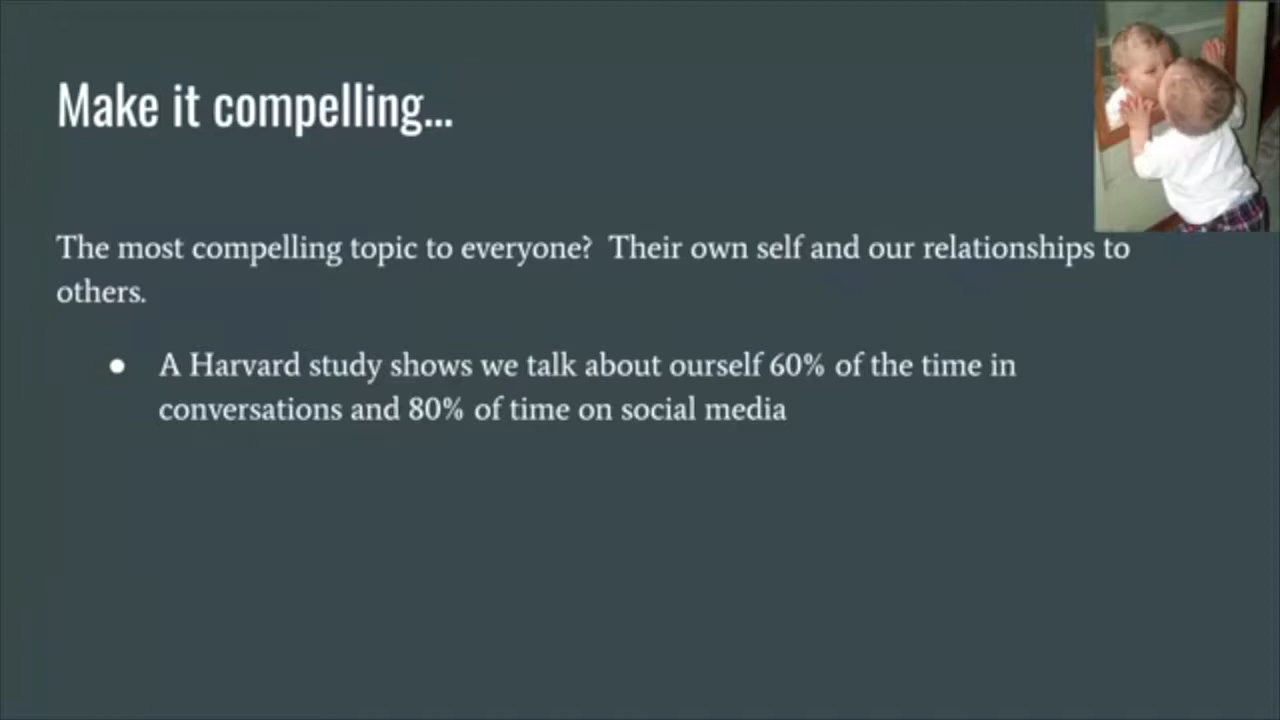 Make it compelling...
The most compelling topic to everyone?  Their own self and our relationships to
others.
● A Harvard study shows we talk about ourself 60% of the time in
conversations and 80% of time on social media